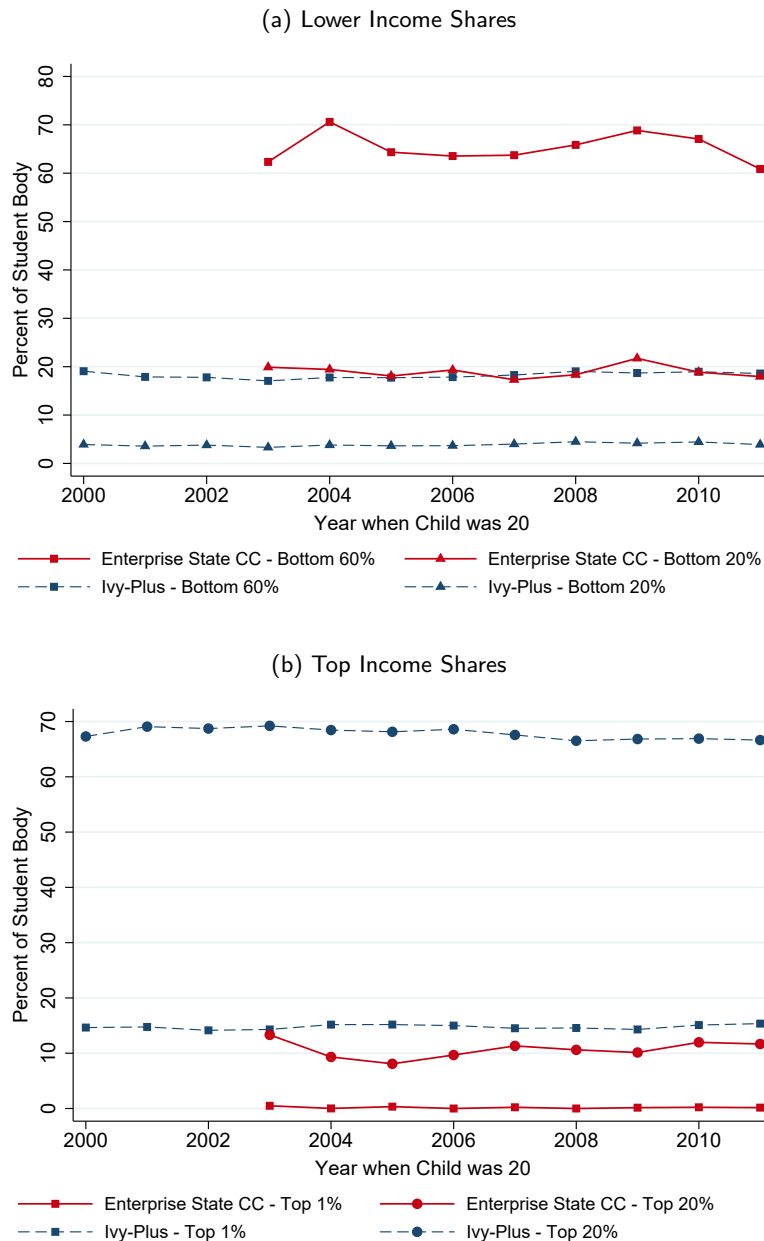 (a) Lower Income Shares
Percent of Student Body
80
70
60
50
40
30
20
10
0
2000 2002 2004 2006 2008 2010
Year when Child was 20
Enterprise State CC - Bottom 60% Enterprise State CC - Bottom 20%
Ivy-Plus - Bottom 60% Ivy-Plus - Bottom 20%
(b) Top Income Shares
Percent of Student Body
70
60
50
40
30
20
10
0
2000 2002 2004 2006 2008 2010
Year when Child was 20
Enterprise State CC - Top 1% Enterprise State CC - Top 20%
Ivy-Plus - Top 1% Ivy-Plus - Top 20%